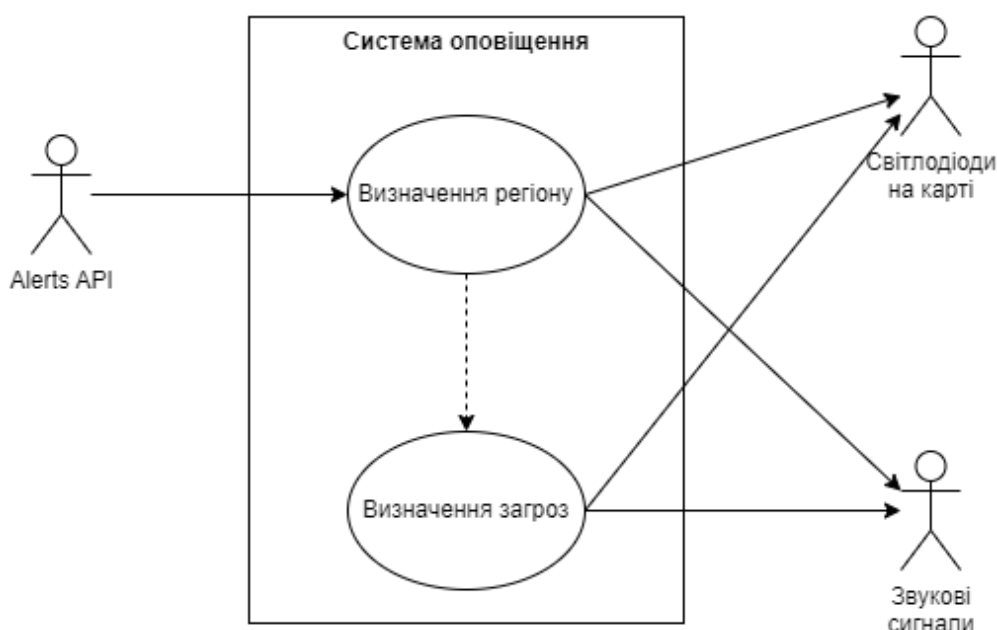 Система оповіщення
Світлодіоди
на карті
Визначення регіону
Alerts API
Визначення загроз
Звукові
сигнали